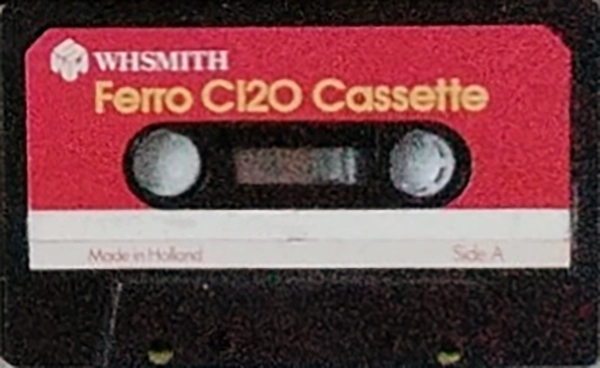 WHSMITH
Ferro C120 Cassette
Made in Holland Side A